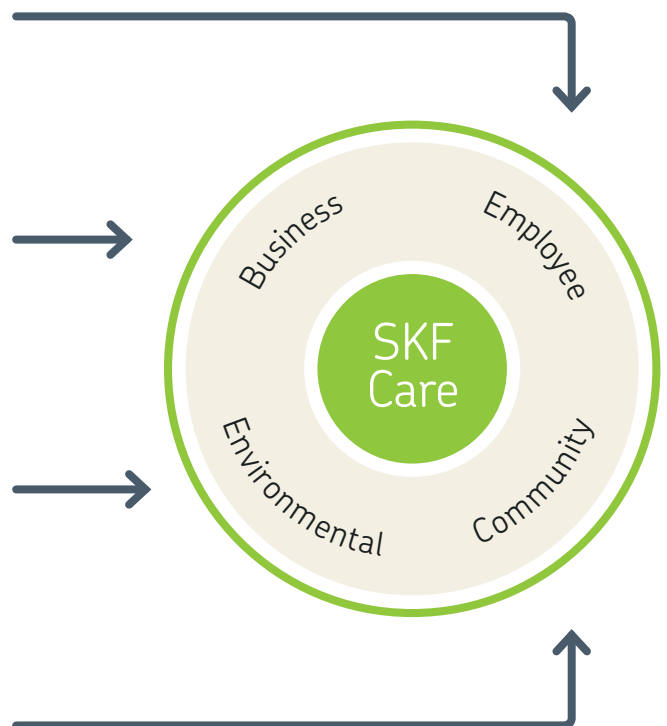 Business
Employee
SKF
Care
Environmental
Community